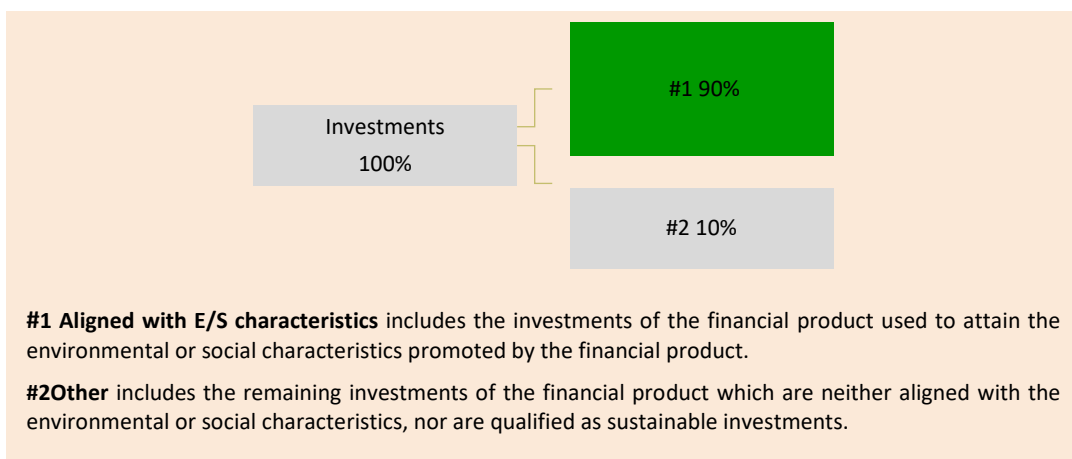 #1 90%
Investments
100%
#2 10%
#1 Aligned with E/S characteristics includes the investments of the financial product used to attain the
environmental or social characteristics promoted by the financial product.
#2Other includes the remaining investments of the financial product which are neither aligned with the
environmental or social characteristics, nor are qualified as sustainable investments.